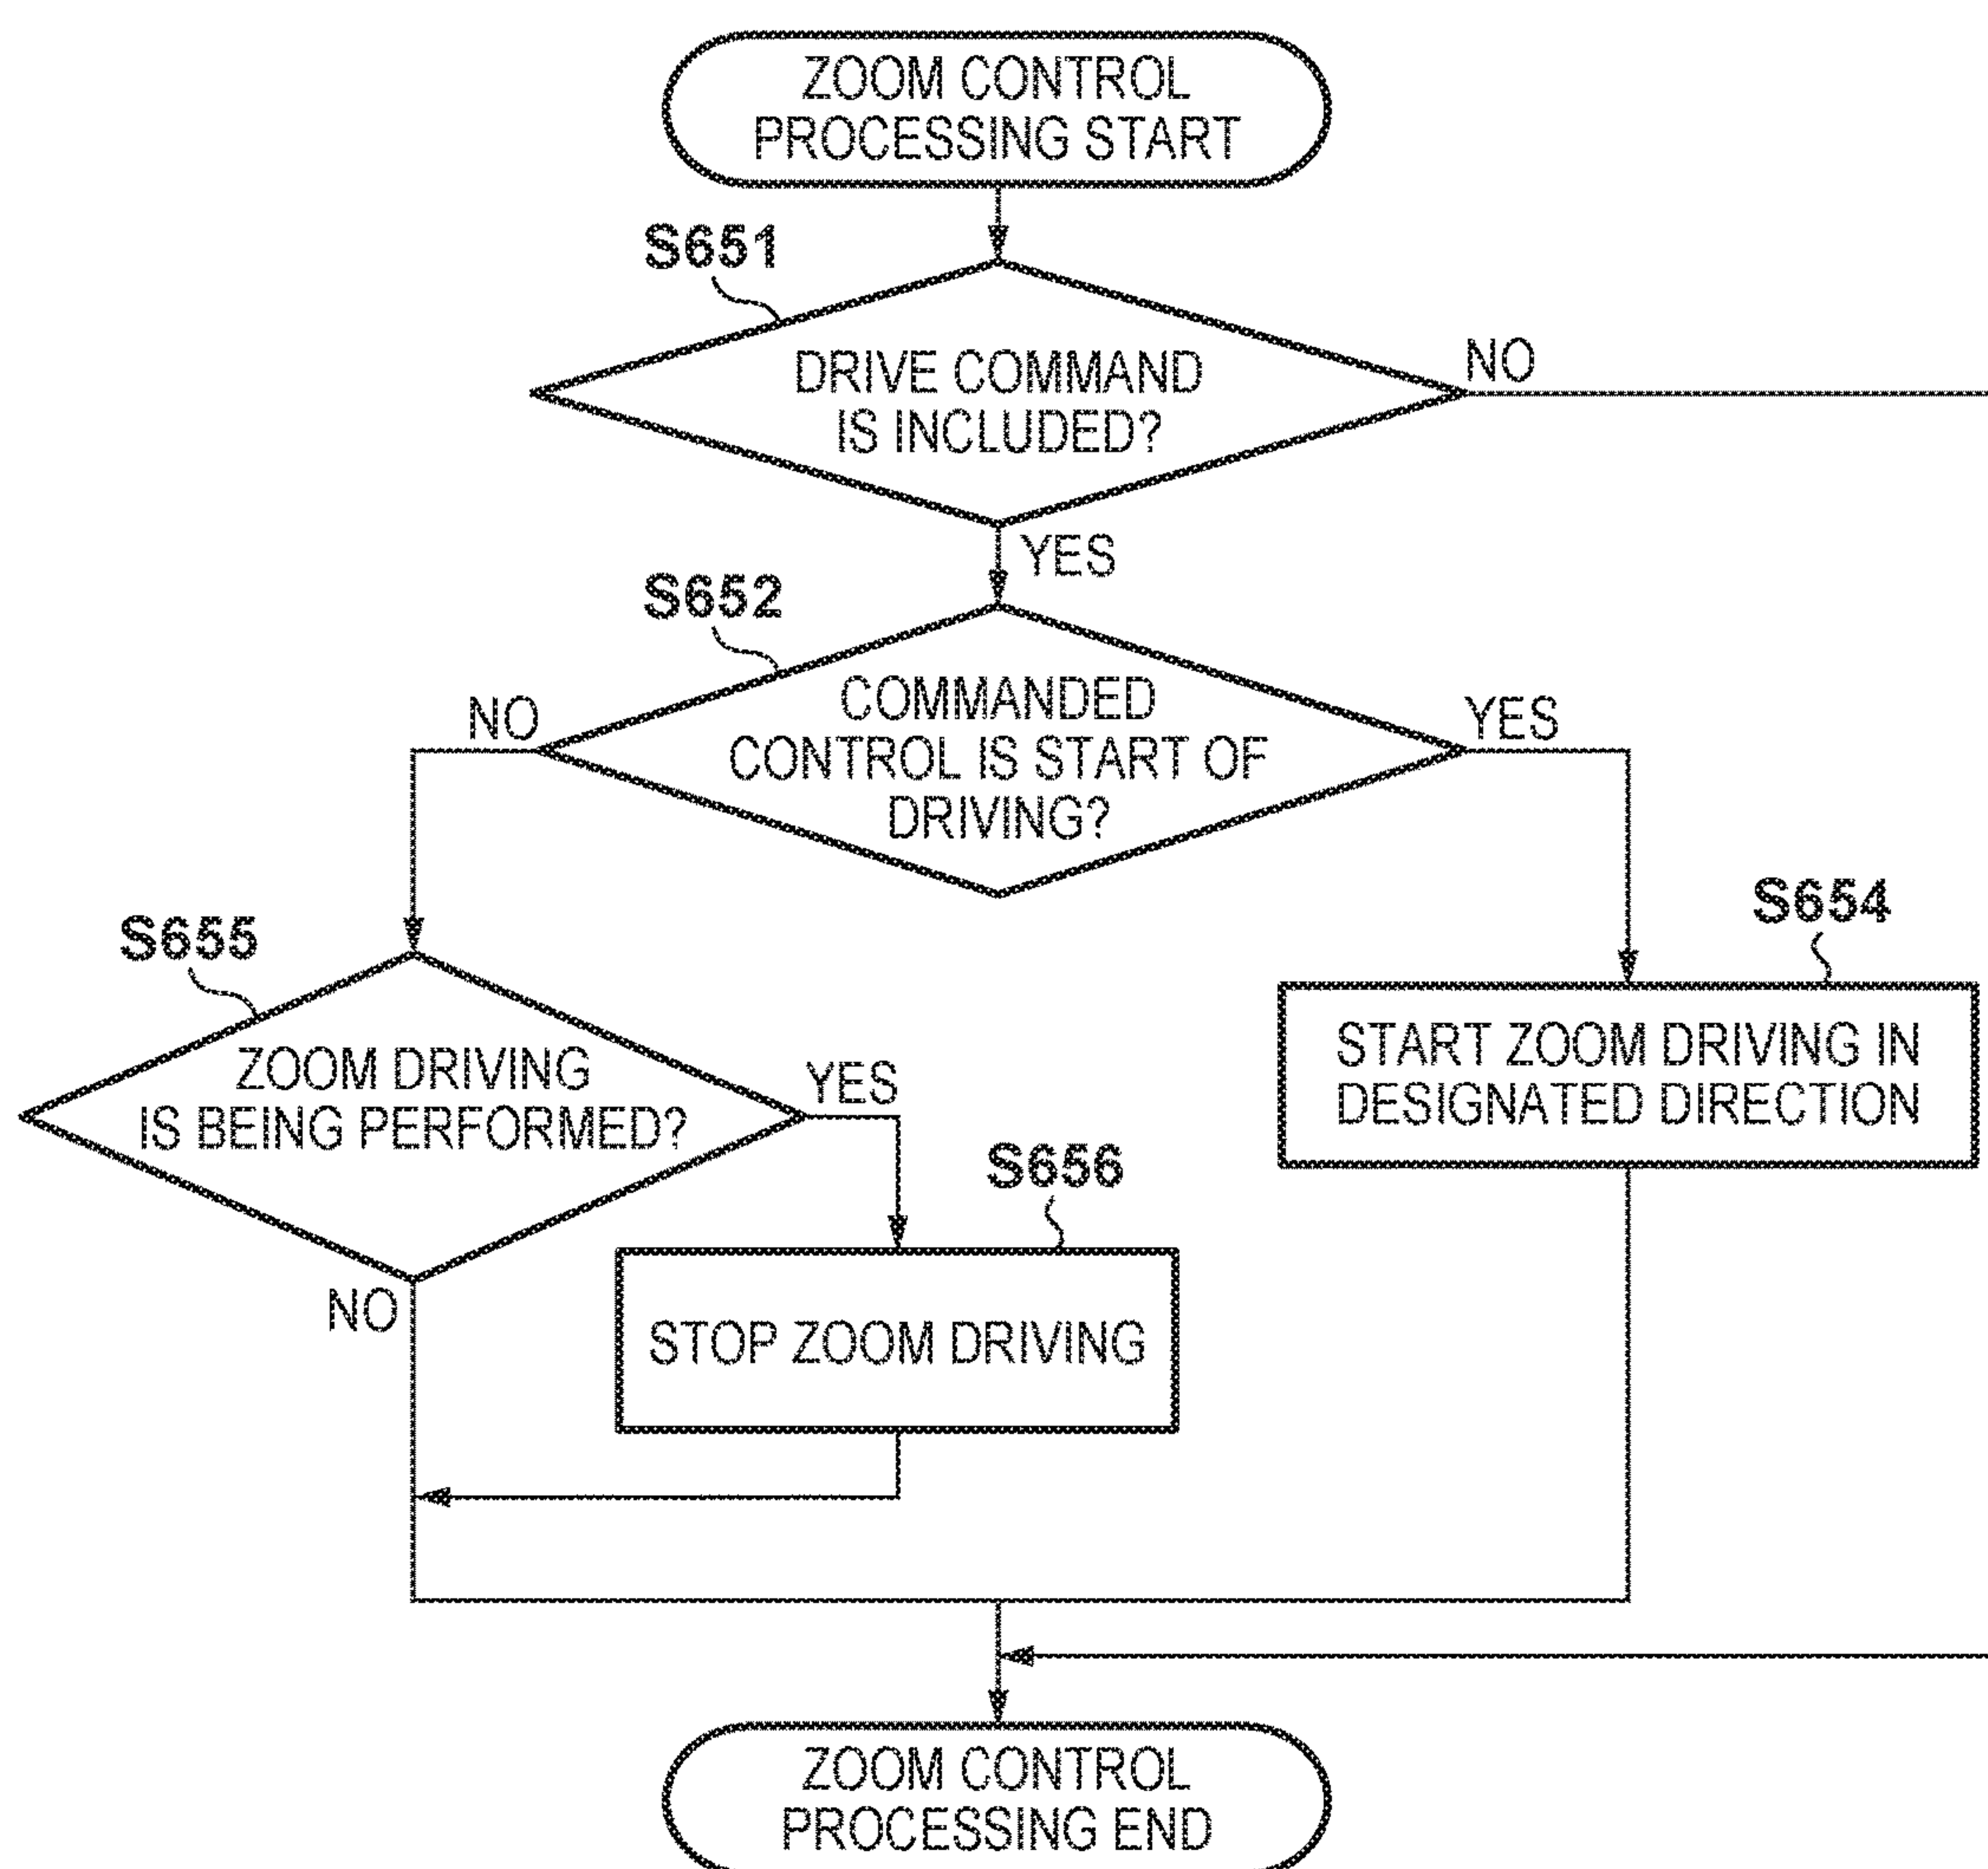 ZOOM CONTROL
PROCESSING START
S651
DRIVE COMMAND
IS INCLUDED?
NO
YES
S652
COMMANDED
CONTROL IS START OF
DRIVING?
NO
YES
S655
ZOOM DRIVING
IS BEING PERFORMED?
YES
NO
S654
START ZOOM DRIVING IN
DESIGNATED DIRECTION
S656
STOP ZOOM DRIVING
ZOOM CONTROL
PROCESSING END